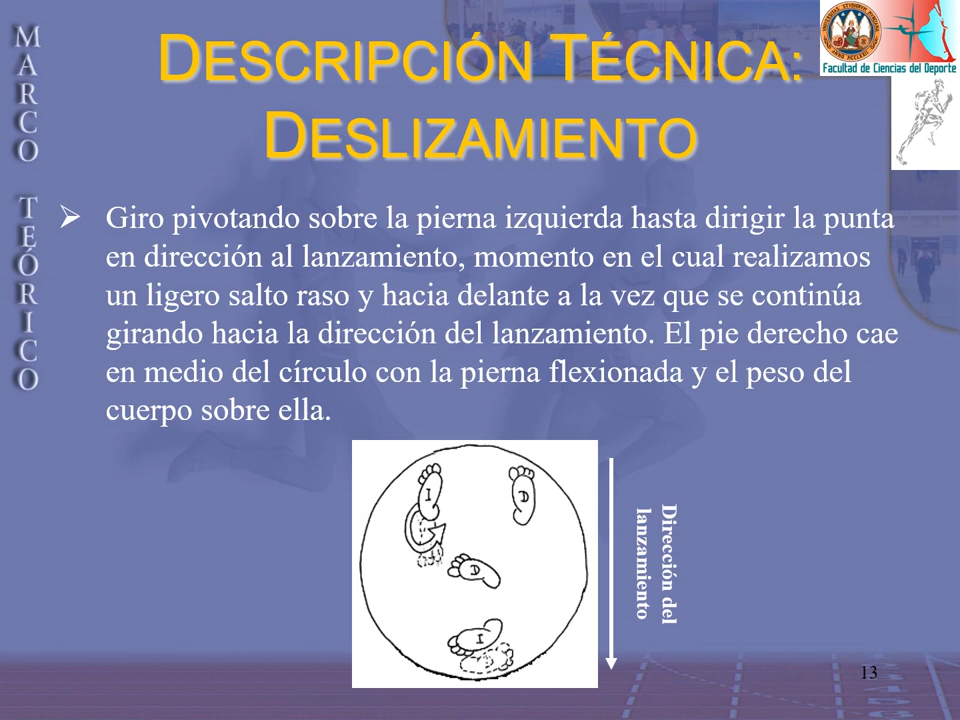 MARCO TEÓRICO
DESCRIPCIÓN TÉCNICA:
DESLIZAMIENTO
Facultad de Ciencias del Deporte
Giro pivotando sobre la pierna izquierda hasta dirigir la punta
en dirección al lanzamiento, momento en el cual realizamos
un ligero salto raso y hacia delante a la vez que se continúa
girando hacia la dirección del lanzamiento. El pie derecho cae
en medio del círculo con la pierna flexionada y el peso del
cuerpo sobre ella.
I
A
A
I
Dirección del
lanzamiento
13